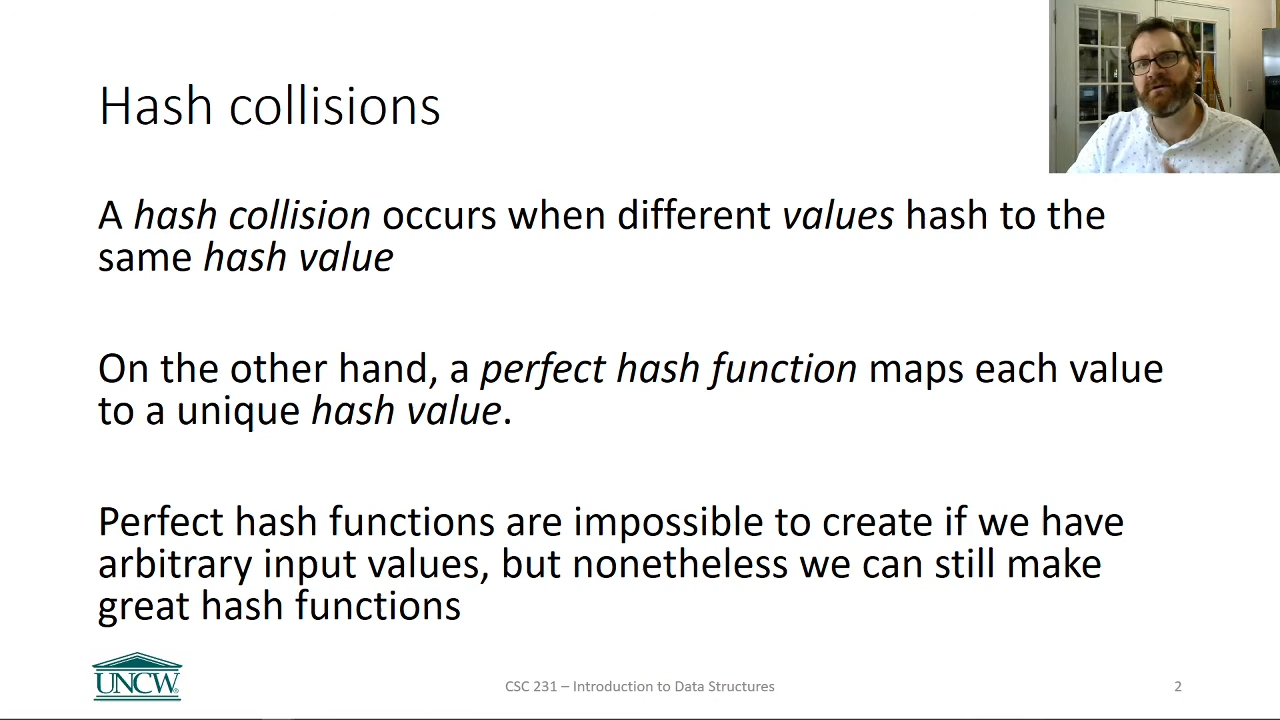 Hash collisions
A hash collision occurs when different values hash to the
same hash value
On the other hand, a perfect hash function maps each value
to a unique hash value.
Perfect hash functions are impossible to create if we have
arbitrary input values, but nonetheless we can still make
great hash functions
UNCW
CSC 231 – Introduction to Data Structures
2